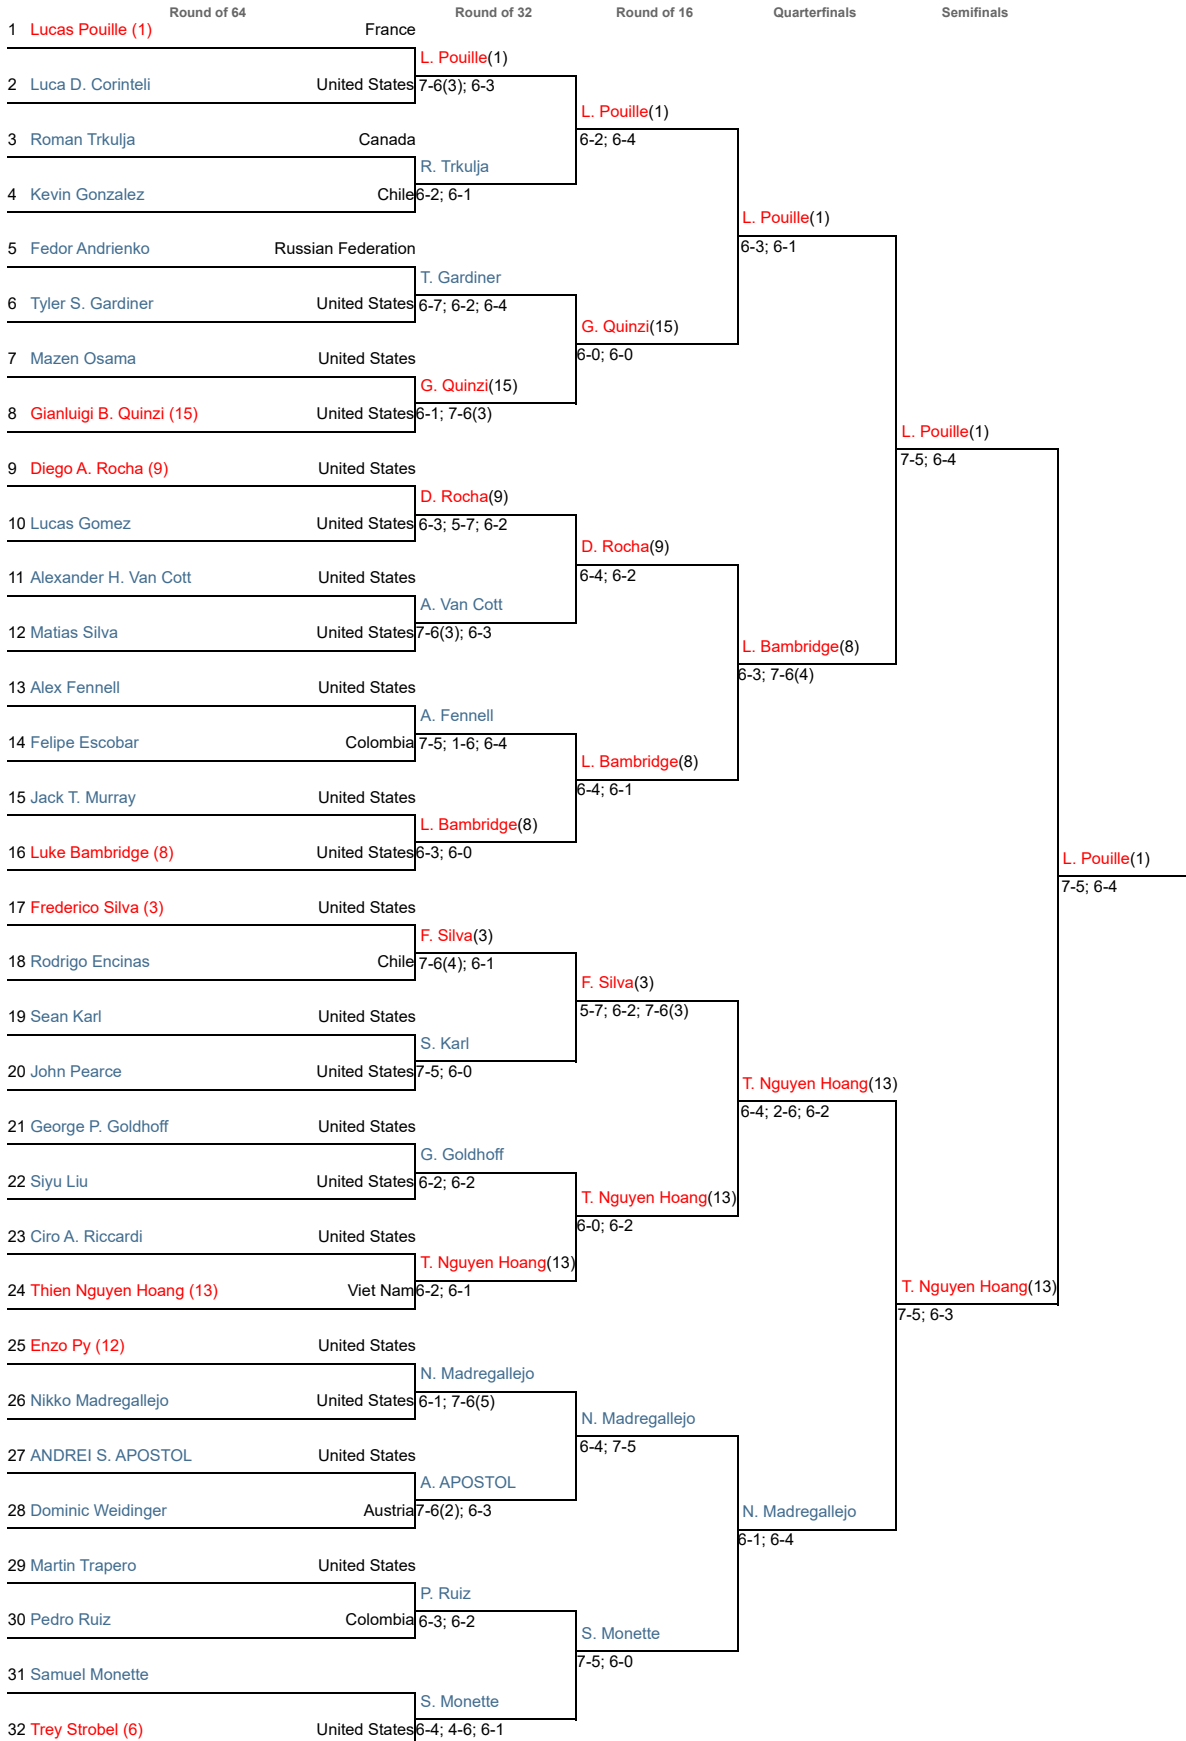 Round of 64 Round of 32 Round of 16 Quarterfinals Semifinals
1 Lucas Pouille (1) France
L. Pouille(1)
2 Luca D. Corinteli United States 7-6(3); 6-3
L. Pouille(1)
3 Roman Trkulja Canada 6-2; 6-4
R. Trkulja
4 Kevin Gonzalez Chile 6-2; 6-1
L. Pouille(1)
5 Fedor Andrienko Russian Federation 6-3; 6-1
T. Gardiner
6 Tyler S. Gardiner United States 6-7; 6-2; 6-4
G. Quinzi(15)
7 Mazen Osama United States 6-0; 6-0
G. Quinzi(15)
8 Gianluigi B. Quinzi (15) United States 6-1; 7-6(3)
L. Pouille(1)
9 Diego A. Rocha (9) United States 7-5; 6-4
D. Rocha(9)
10 Lucas Gomez United States 6-3; 5-7; 6-2
D. Rocha(9)
11 Alexander H. Van Cott United States 6-4; 6-2
A. Van Cott
12 Matias Silva United States 7-6(3); 6-3
L. Bambridge(8)
13 Alex Fennell United States 6-3; 7-6(4)
A. Fennell
14 Felipe Escobar Colombia 7-5; 1-6; 6-4
L. Bambridge(8)
15 Jack T. Murray United States 6-4; 6-1
L. Bambridge(8)
16 Luke Bambridge (8) United States 6-3; 6-0
L. Pouille(1)
7-5; 6-4
17 Frederico Silva (3) United States
F. Silva(3)
18 Rodrigo Encinas Chile 7-6(4); 6-1
F. Silva(3)
19 Sean Karl United States 5-7; 6-2; 7-6(3)
S. Karl
20 John Pearce United States 7-5; 6-0
T. Nguyen Hoang(13)
21 George P. Goldhoff United States 6-4; 2-6; 6-2
G. Goldhoff
22 Siyu Liu United States 6-2; 6-2
T. Nguyen Hoang(13)
23 Ciro A. Riccardi United States 6-0; 6-2
T. Nguyen Hoang(13)
24 Thien Nguyen Hoang (13) Viet Nam 6-2; 6-1
T. Nguyen Hoang(13)
7-5; 6-3
25 Enzo Py (12) United States
N. Madregallejo
26 Nikko Madregallejo United States 6-1; 7-6(5)
N. Madregallejo
27 ANDREI S. APOSTOL United States 6-4; 7-5
A. APOSTOL
28 Dominic Weidinger Austria 7-6(2); 6-3
N. Madregallejo
6-1; 6-4
29 Martin Trapero United States
P. Ruiz
30 Pedro Ruiz Colombia 6-3; 6-2
S. Monette
7-5; 6-0
31 Samuel Monette
S. Monette
32 Trey Strobel (6) United States 6-4; 4-6; 6-1